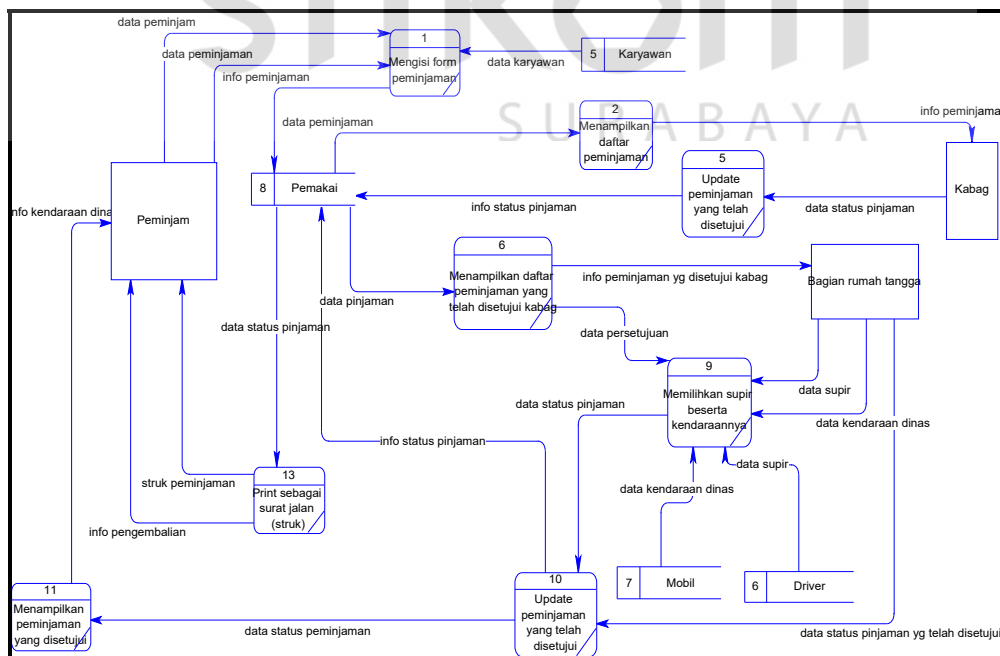 stikom
SURABAYA
data peminjam
data peminjaman
info peminjaman
1
Mengisi form
peminjaman
data karyawan
5
Karyawan
data peminjaman
2
Menampilkan
daftar
peminjaman
info peminjama
Kabag
8
Pemakai
info status pinjaman
5
Update
peminjaman
yang telah
disetujui
data status pinjaman
info kendaraan dina
Peminjam
6
Menampilkan daftar
peminjaman yang
telah disetujui kabag
info peminjaman yg disetujui kabag
Bagian rumah tangga
data pinjaman
data status pinjaman
data persetujuan
9
Memilihkan supir
beserta
kendaraannya
data supir
data kendaraan dinas
data status pinjaman
info status pinjaman
data supir
data kendaraan dinas
13
Print sebagai
surat jalan
(struk)
struk peminjaman
info pengembalian
7
Mobil
6
Driver
11
Menampilkan
peminjaman
yang disetujui
data status peminjaman
10
Update
peminjaman
yang telah
disetujui
data status pinjaman yg telah disetujui